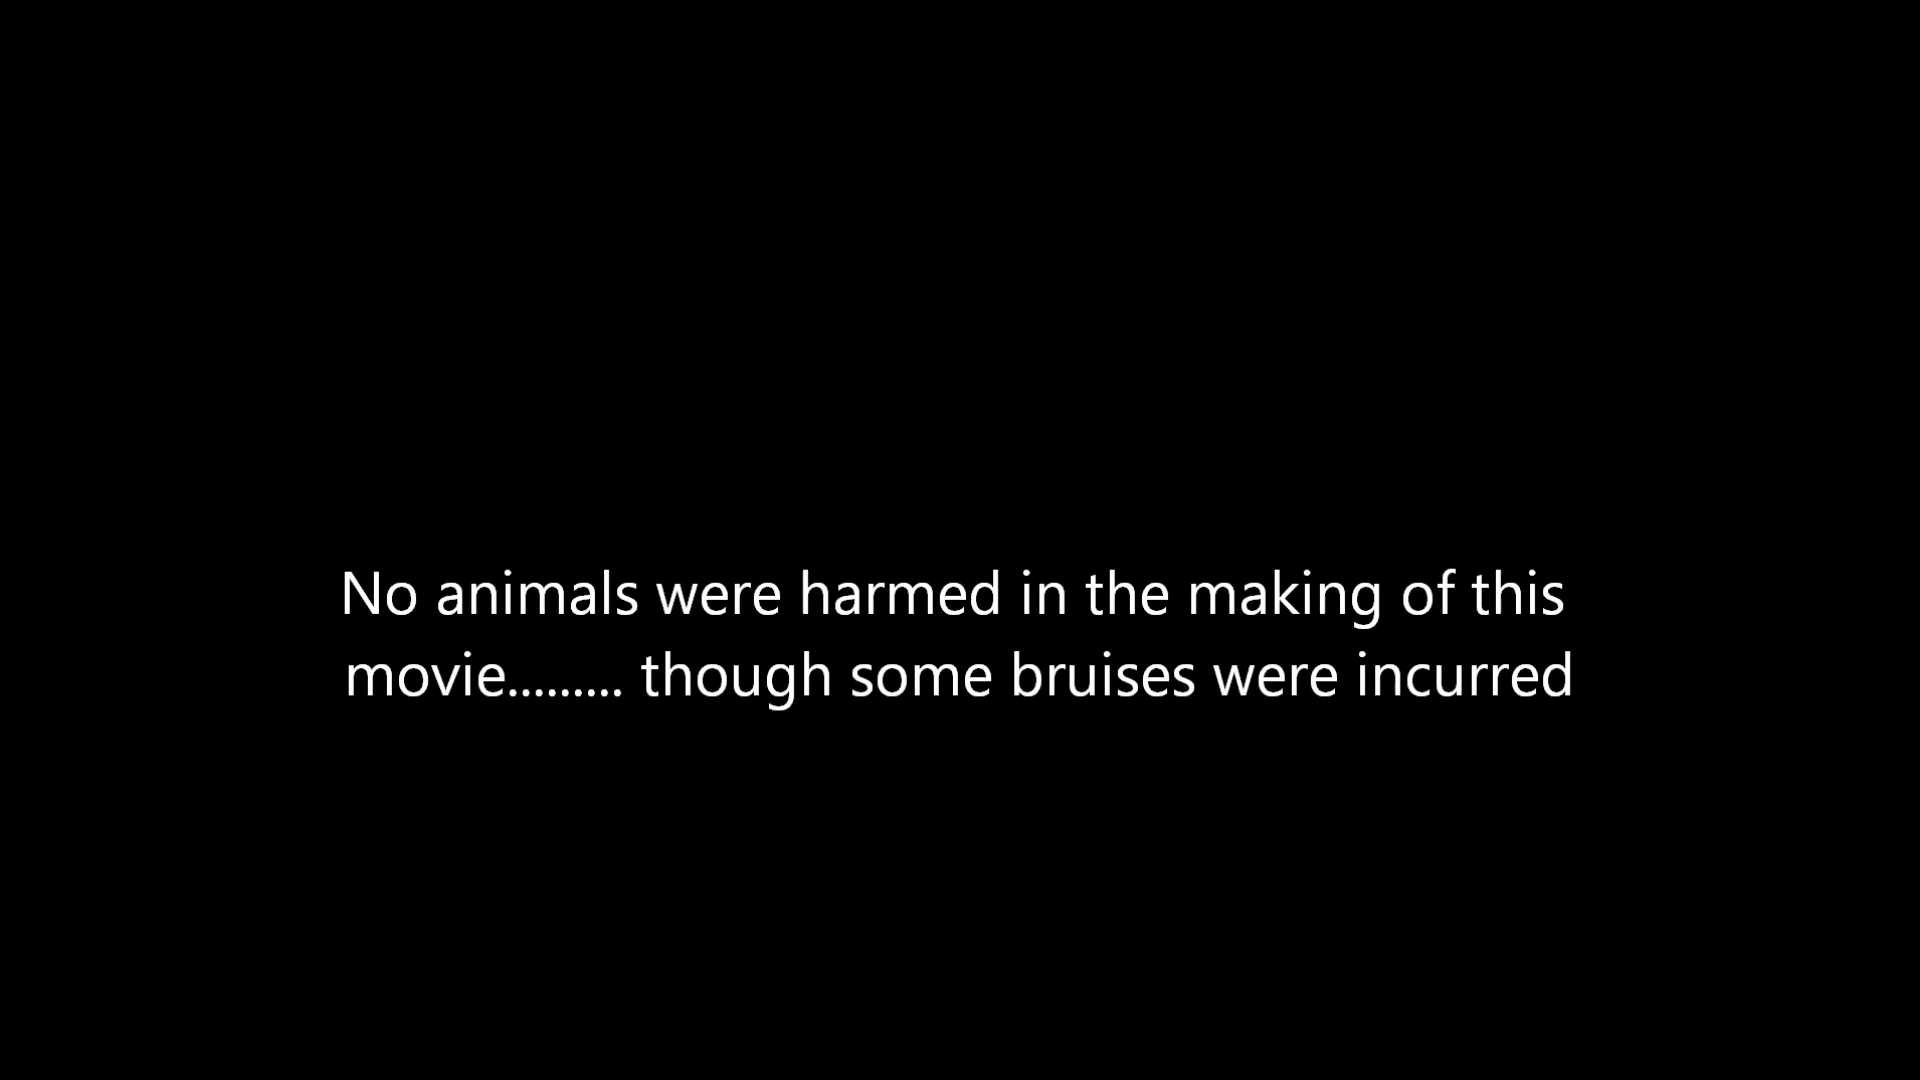 No animals were harmed in the making of this
movie......... though some bruises were incurred